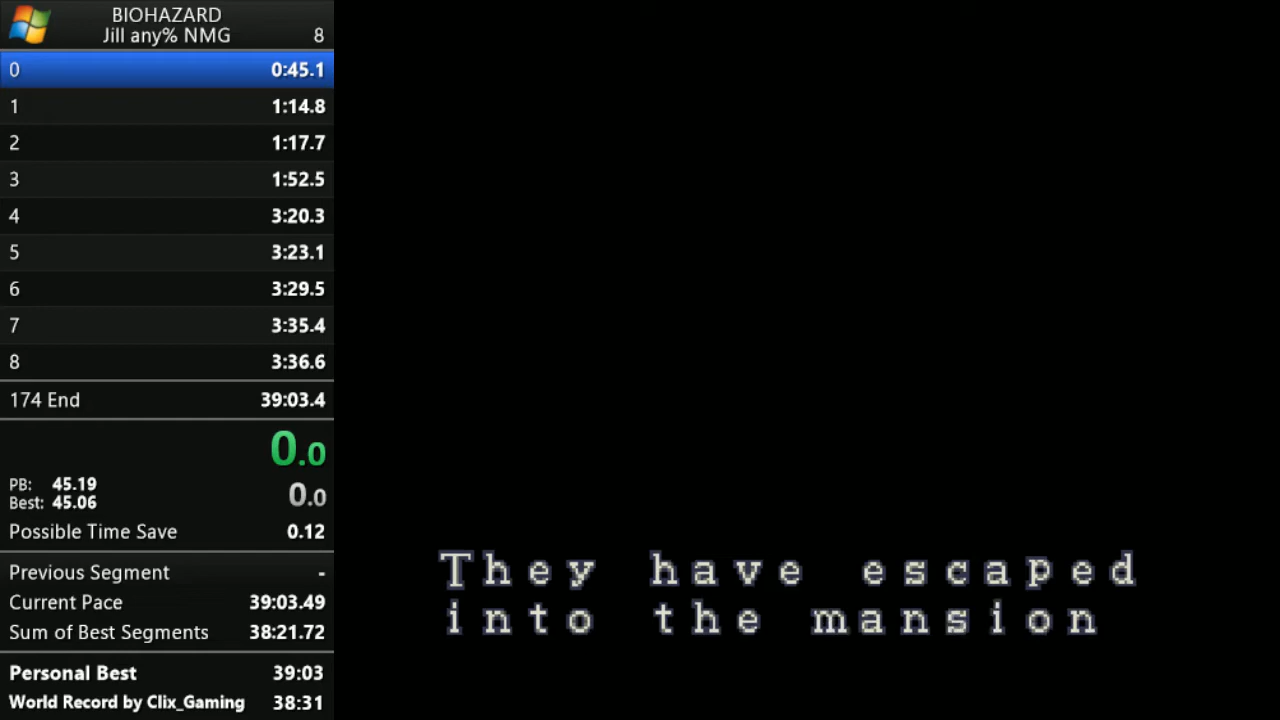 BIOHAZARD
Jill any% NMG 8
0 0:45.1
1 1:14.8
2 1:17.7
3 1:52.5
4 3:20.3
5 3:23.1
6 3:29.5
7 3:35.4
8 3:36.6
174 End 39:03.4
0.0
PB: 45.19
Best: 45.06 0.0
Possible Time Save 0.12
Previous Segment -
Current Pace 39:03.49
Sum of Best Segments 38:21.72
Personal Best 39:03
World Record by Clix_Gaming 38:31
They have escaped
into the mansion